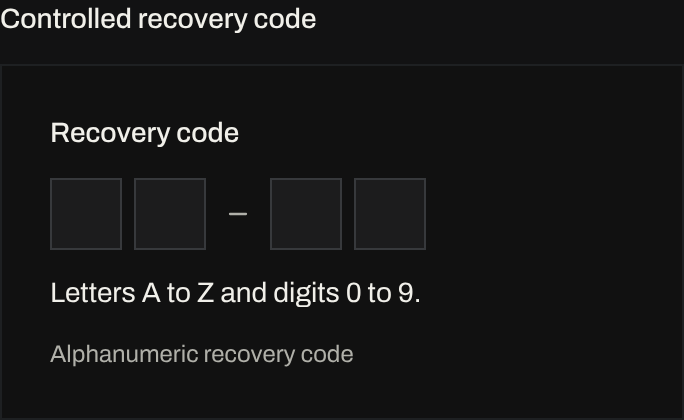 Controlled recovery code
Recovery code
–
Letters A to Z and digits 0 to 9.
Alphanumeric recovery code